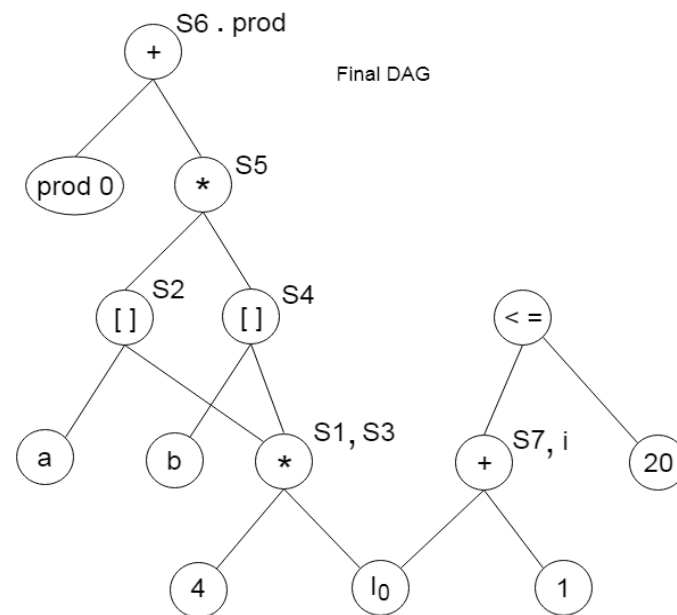 S6 . prod
+
Final DAG
prod 0
*
S5
[ ]
S2
[ ]
S4
< =
a
b
*
S1, S3
+
S7, i
20
4
I0
1